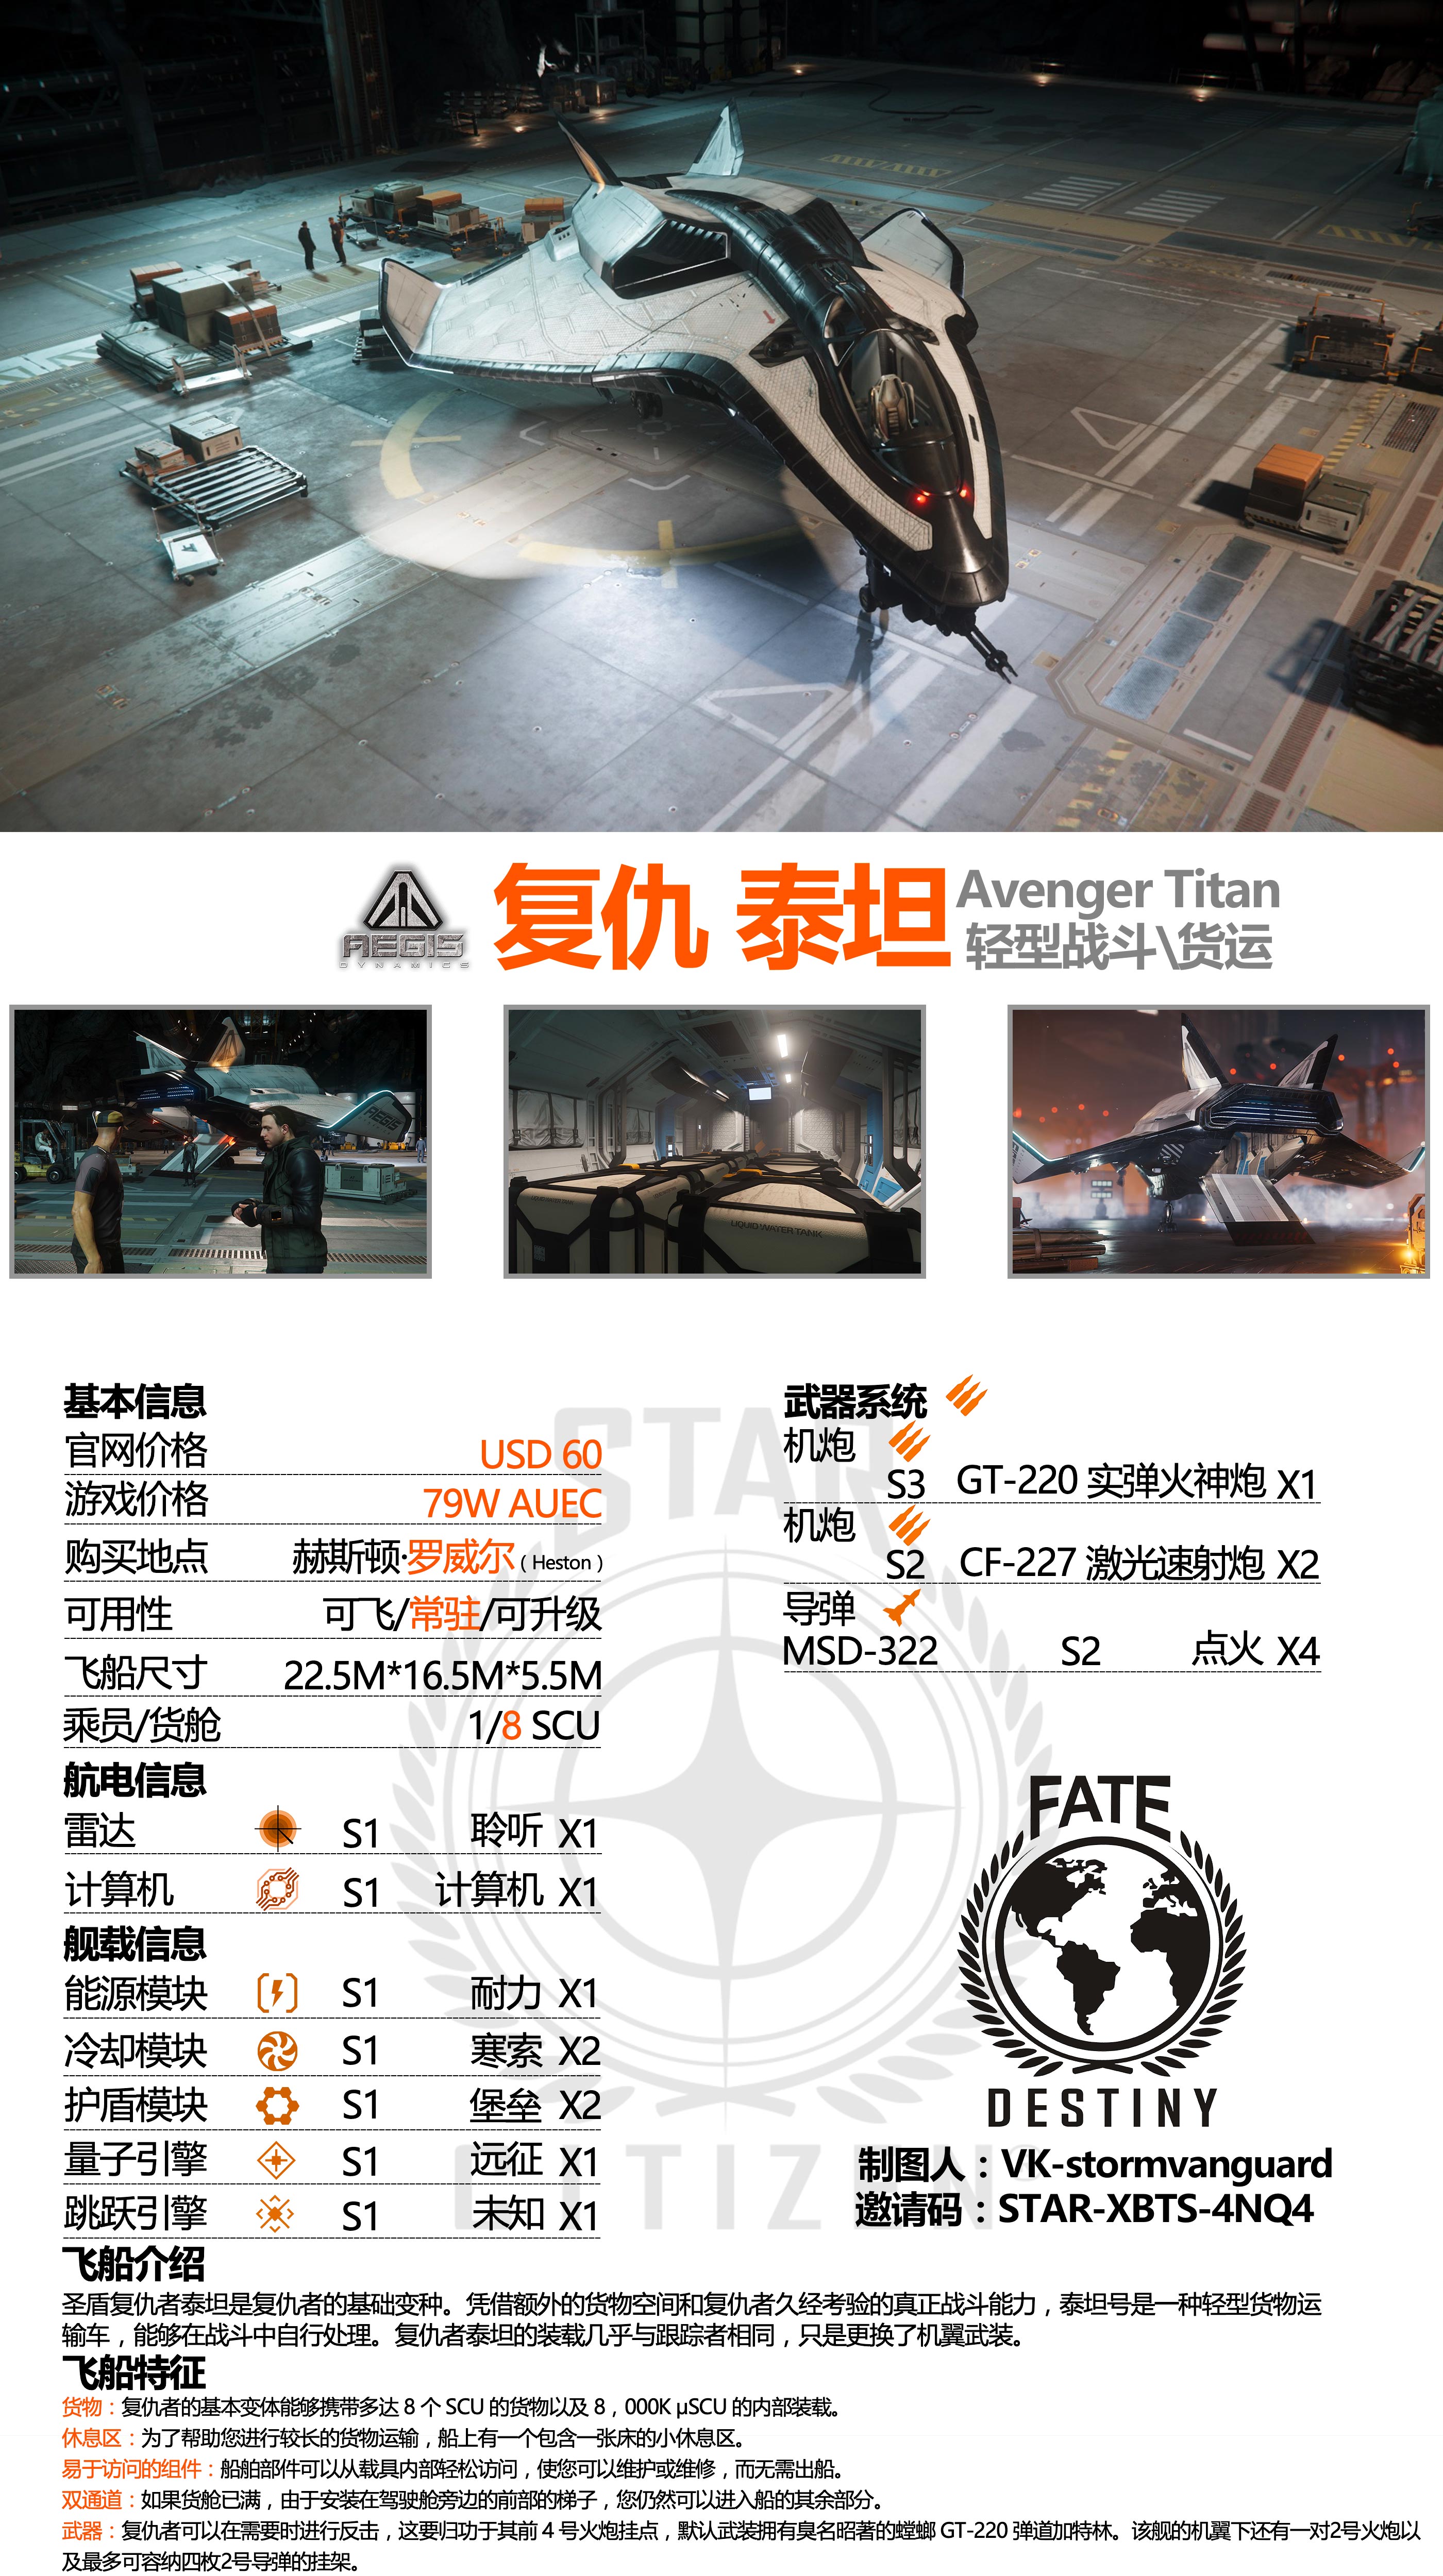 AEGIS
DYNAMICS
复仇 泰坦
Avenger Titan
轻型战斗\货运
AEGIS
LIQUID WATER TANK
STAR
CITIZEN
基本信息
官网价格 USD 60
游戏价格 79W AUEC
购买地点 赫斯顿·罗威尔（Heston）
可用性 可飞/常驻/可升级
飞船尺寸 22.5M*16.5M*5.5M
乘员/货舱 1/8 SCU
航电信息
雷达 S1 聆听 X1
计算机 S1 计算机 X1
舰载信息
能源模块 S1 耐力 X1
冷却模块 S1 寒索 X2
护盾模块 S1 堡垒 X2
量子引擎 S1 远征 X1
跳跃引擎 S1 未知 X1
武器系统
机炮
S3 GT-220 实弹火神炮 X1
机炮
S2 CF-227 激光速射炮 X2
导弹
MSD-322 S2 点火 X4
FATE
DESTINY
制图人：VK-stormvanguard
邀请码：STAR-XBTS-4NQ4
飞船介绍
圣盾复仇者泰坦是复仇者的基础变种。凭借额外的货物空间和复仇者久经考验的真正战斗能力，泰坦号是一种轻型货物运
输车，能够在战斗中自行处理。复仇者泰坦的装载几乎与跟踪者相同，只是更换了机翼武装。
飞船特征
货物：复仇者的基本变体能够携带多达 8 个 SCU 的货物以及 8，000K μSCU 的内部装载。
休息区：为了帮助您进行较长的货物运输，船上有一个包含一张床的小休息区。
易于访问的组件：船舶部件可以从载具内部轻松访问，使您可以维护或维修，而无需出船。
双通道：如果货舱已满，由于安装在驾驶舱旁边的前部的梯子，您仍然可以进入船的其余部分。
武器：复仇者可以在需要时进行反击，这要归功于其前 4 号火炮挂点，默认武装拥有臭名昭著的螳螂 GT-220 弹道加特林。该舰的机翼下还有一对2号火炮以
及最多可容纳四枚2号导弹的挂架。